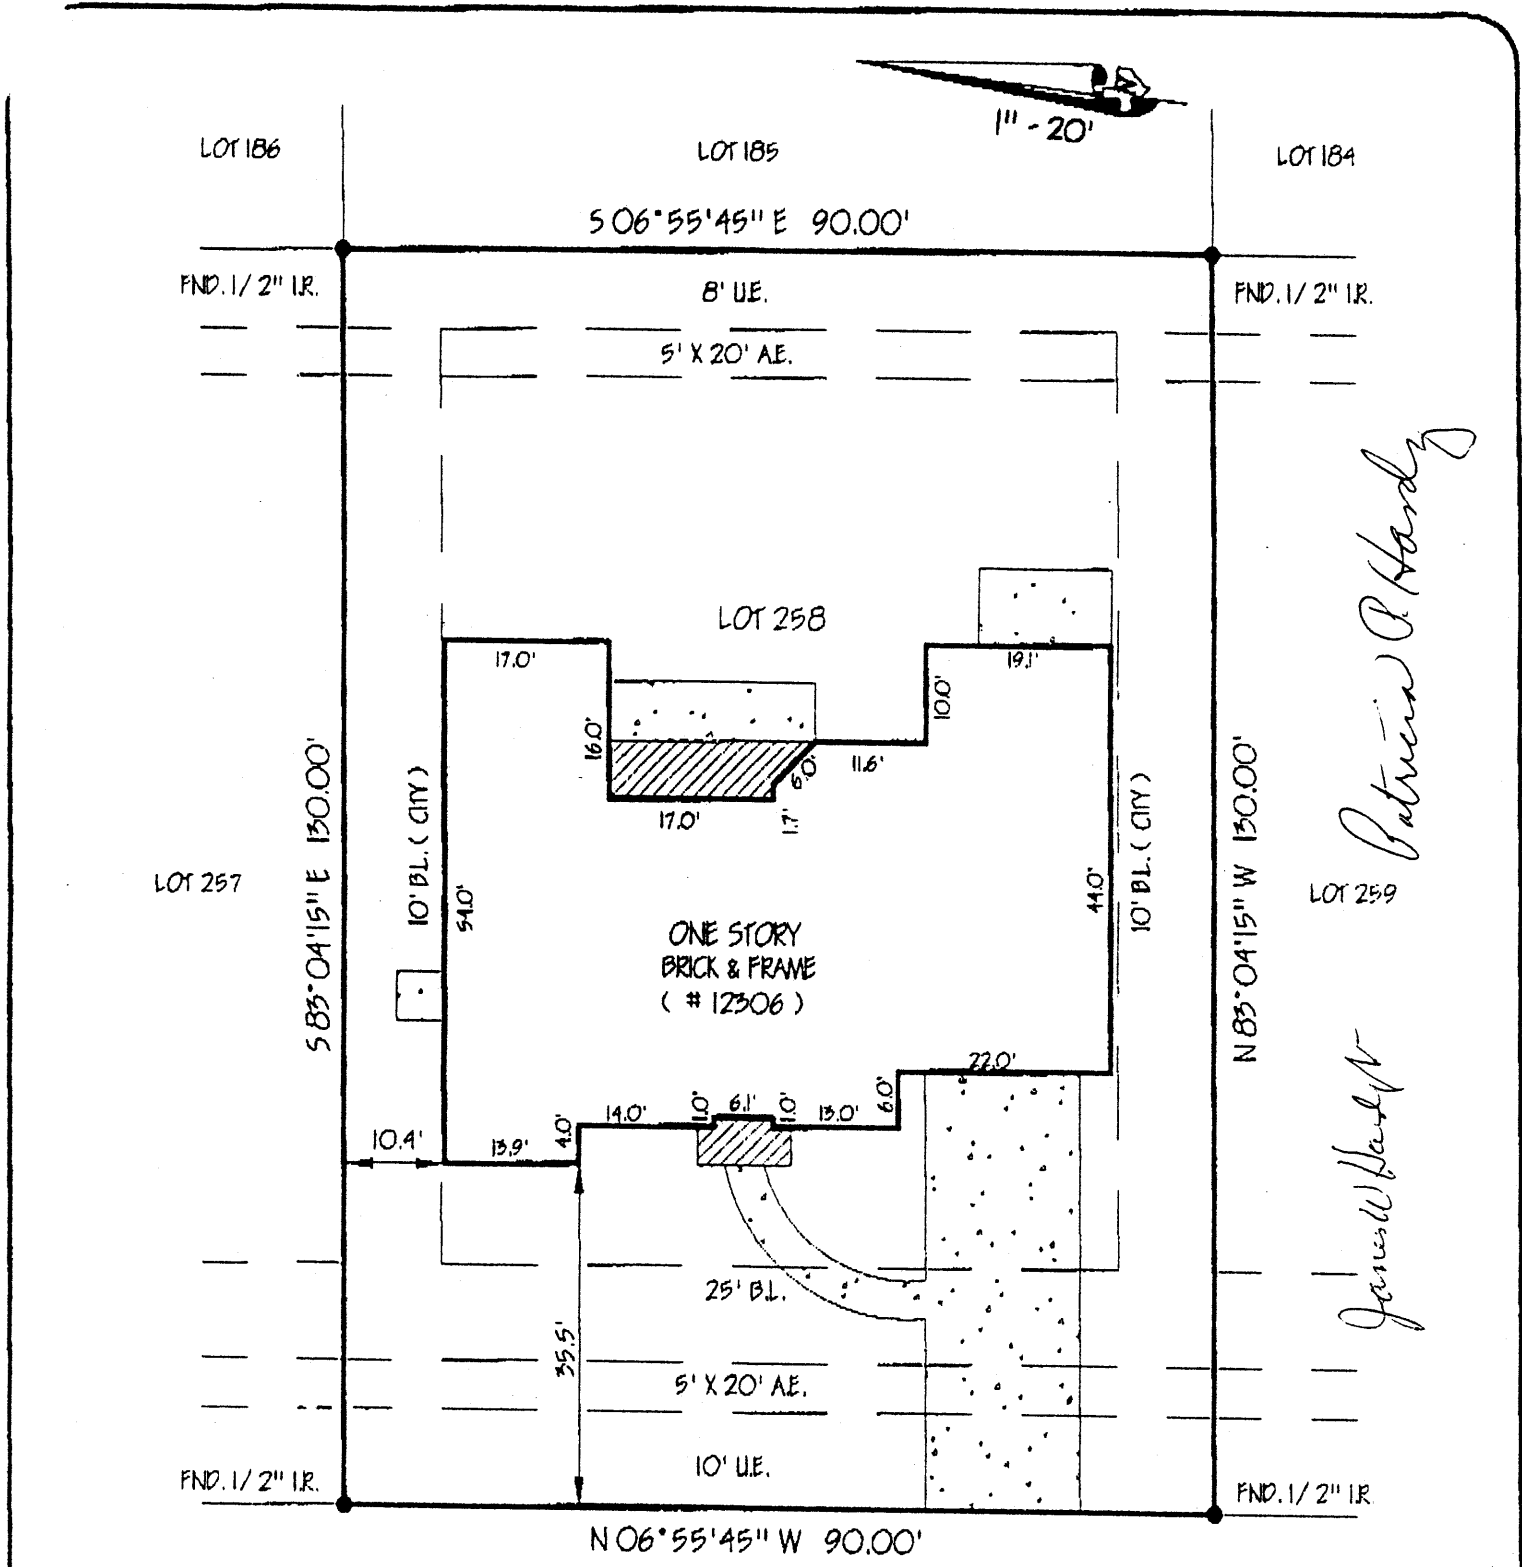 N
1" - 20'
LOT 186
LOT 185
LOT 184
S 06°55'45" E 90.00'
FND. 1/2" I.R.
8' U.E.
FND. 1/2" I.R.
5' X 20' A.E.
LOT 258
17.0'
19.1'
10.0'
16.0'
6.0'
11.6'
17.0'
1.7'
S 83°04'15" E 130.00'
10' B.L. ( CITY )
54.0'
44.0'
10' B.L. ( CITY )
N 83°04'15" W 130.00'
Patricia P. Hardy
LOT 257
LOT 259
ONE STORY
BRICK & FRAME
( # 12306 )
22.0'
6.0'
14.0'
1.0'
6.1'
1.0'
13.0'
4.0'
10.4'
13.9'
James W Hardy
35.5'
25' B.L.
5' X 20' A.E.
10' U.E.
FND. 1/2" I.R.
FND. 1/2" I.R.
N 06°55'45" W 90.00'